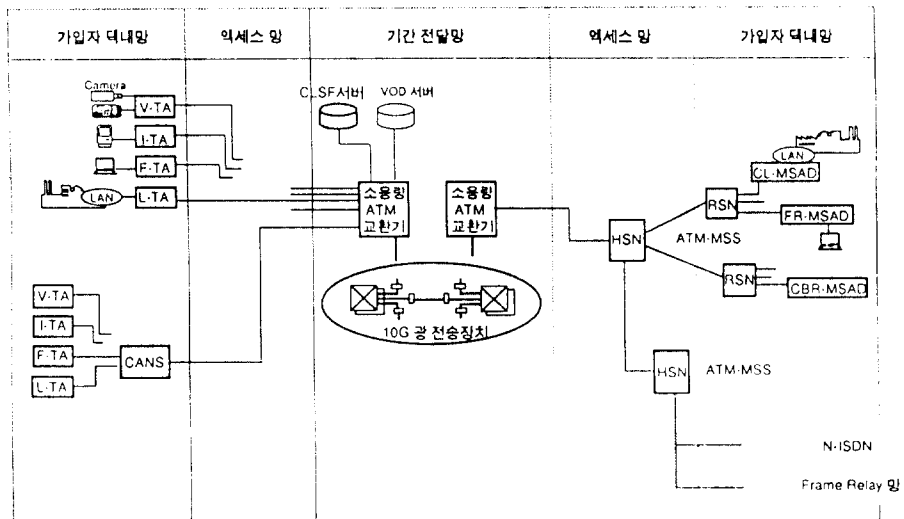 가입자 댁내망
억세스 망
기간 전달망
억세스 망
가입자 댁내망
Camera
V-TA
I-TA
F-TA
LAN
L-TA
CLSF서버
VOD 서버
소용량
ATM
교환기
소용량
ATM
교환기
10G 광 전송장치
V-TA
I-TA
F-TA
L-TA
CANS
HSN
ATM-MSS
RSN
LAN
CL-MSAD
FR-MSAD
RSN
CBR-MSAD
HSN
ATM-MSS
N-ISDN
Frame Relay 망